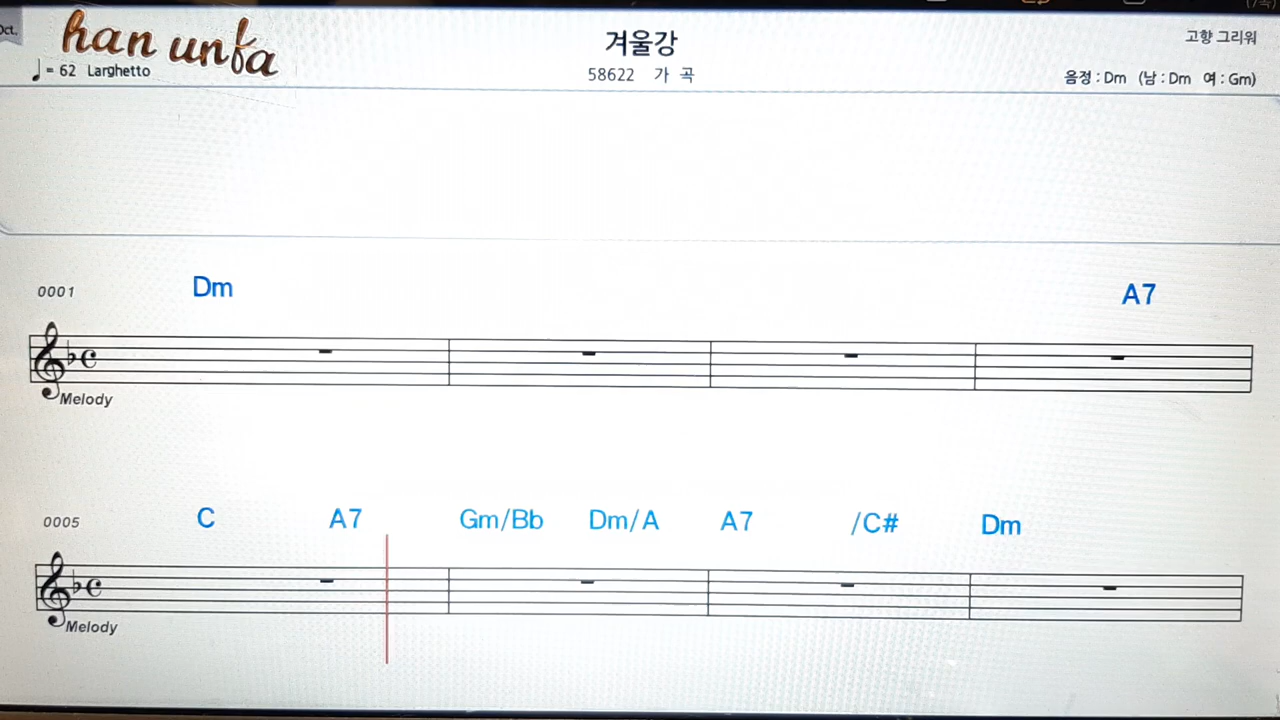 Oct.
han unfa
겨울강
고향 그리워
♩= 62 Larghetto
58622 가 곡
음정 : Dm (남 : Dm 여 : Gm)
0001 Dm A7
Melody
0005 C A7 Gm/Bb Dm/A A7 /C# Dm
Melody